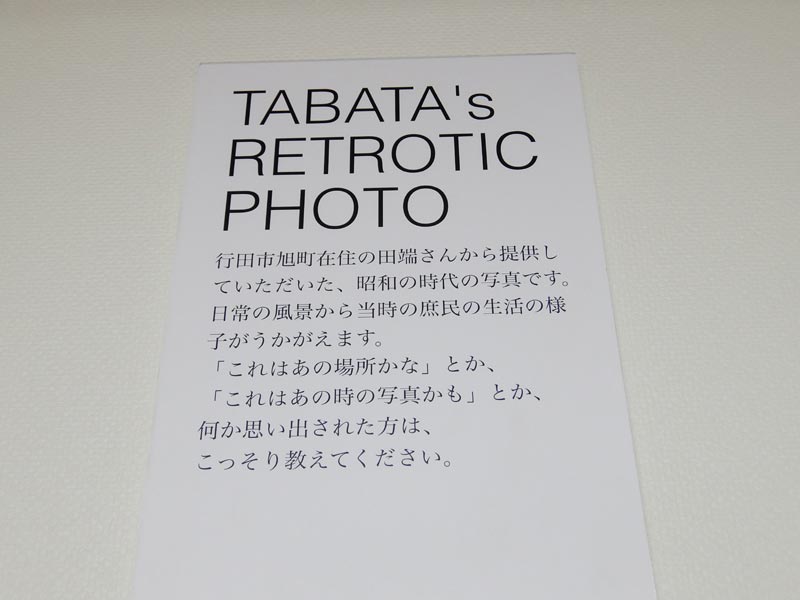 TABATA's
RETROTIC
PHOTO
行田市旭町在住の田端さんから提供し
ていただいた、昭和の時代の写真です。
日常の風景から当時の庶民の生活の様
子がうかがえます。
「これはあの場所かな」とか、
「これはあの時の写真かも」とか、
何か思い出された方は、
こっそり教えてください。